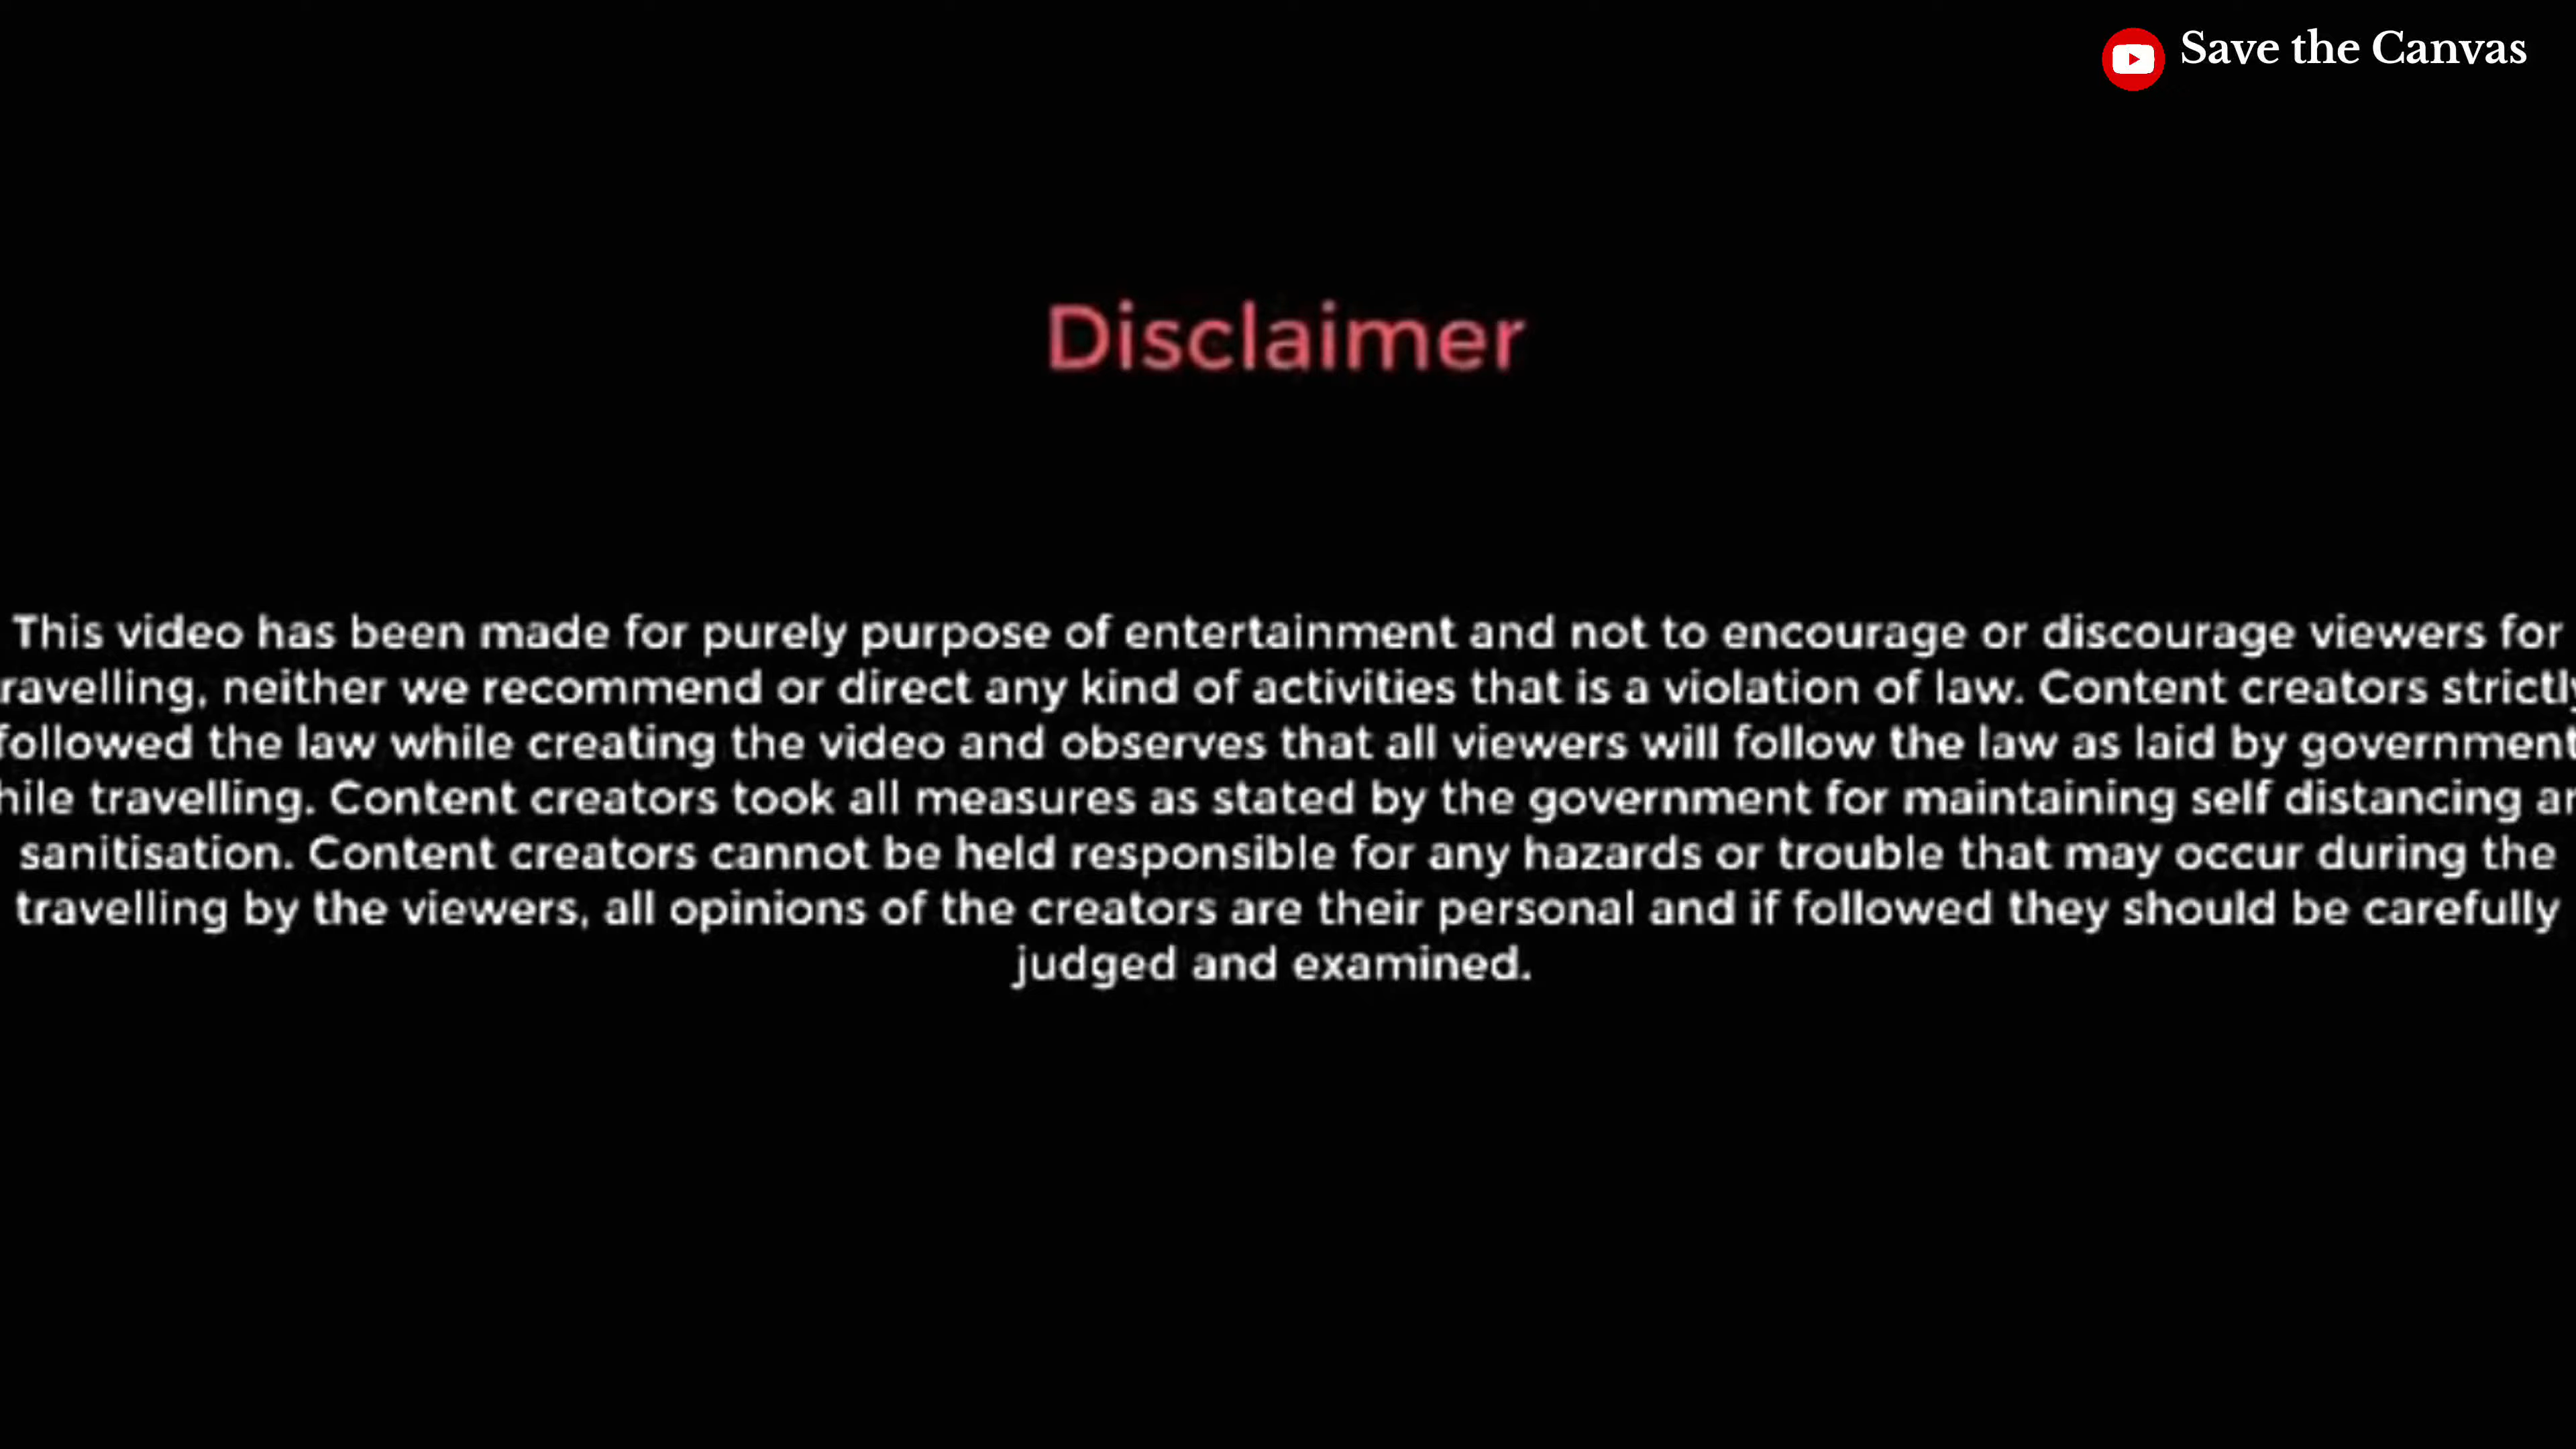 Save the Canvas
Disclaimer
This video has been made for purely purpose of entertainment and not to encourage or discourage viewers for
ravelling, neither we recommend or direct any kind of activities that is a violation of law. Content creators strictly
followed the law while creating the video and observes that all viewers will follow the law as laid by government
hile travelling. Content creators took all measures as stated by the government for maintaining self distancing an
sanitisation. Content creators cannot be held responsible for any hazards or trouble that may occur during the
travelling by the viewers, all opinions of the creators are their personal and if followed they should be carefully
judged and examined.